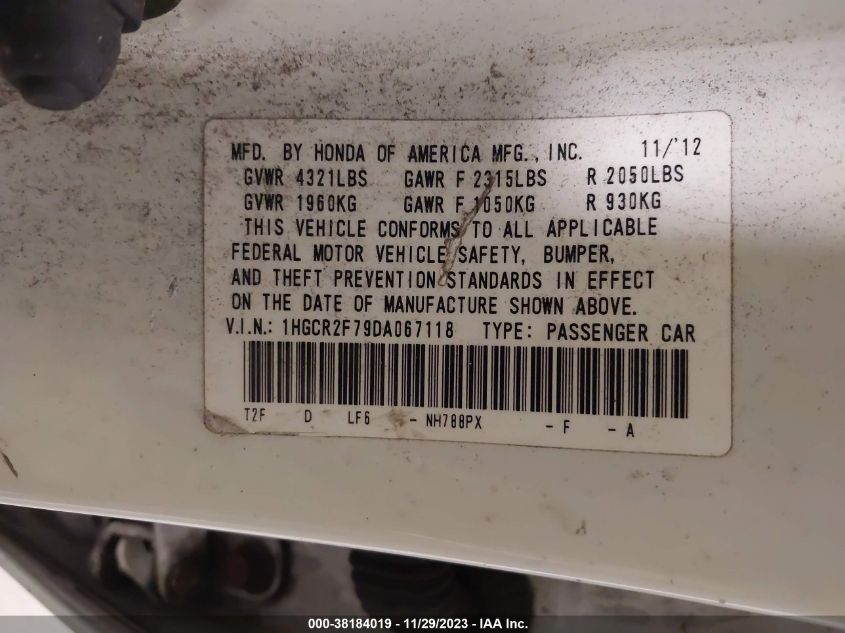 MFD. BY HONDA OF AMERICA MFG., INC. 11/'12
GVWR 4321LBS GAWR F 2315LBS R 2050LBS
GVWR 1960KG GAWR F 1050KG R 930KG
THIS VEHICLE CONFORMS TO ALL APPLICABLE
FEDERAL MOTOR VEHICLE SAFETY, BUMPER,
AND THEFT PREVENTION STANDARDS IN EFFECT
ON THE DATE OF MANUFACTURE SHOWN ABOVE.
V.I.N.: 1HGCR2F79DA067118 TYPE: PASSENGER CAR
T2F D LF6 - NH788PX - F - A
000-38184019 - 11/29/2023 - IAA Inc.